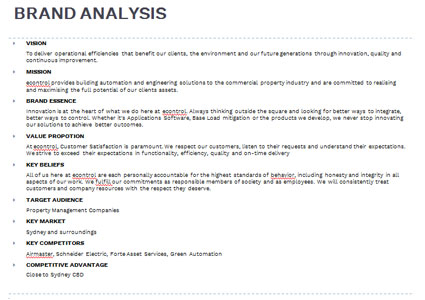 BRAND ANALYSIS
VISION
To deliver operational efficiencies that benefit our clients, the environment and our future generations through innovation, quality and
continuous improvement.
MISSION
econtrol provides building automation and engineering solutions to the commercial property industry and are committed to realising
and maximising the full potential of our clients assets.
BRAND ESSENCE
Innovation is at the heart of what we do here at econtrol. Always thinking outside the square and looking for better ways to integrate,
better ways to control. Whether it's Applications Software, Base Load mitigation or the products we develop, we never stop innovating
our solutions to achieve better outcomes.
VALUE PROPOTION
At econtrol, Customer Satisfaction is paramount. We respect our customers, listen to their requests and understand their expectations.
We strive to exceed their expectations in functionality, efficiency, quality and on-time delivery
KEY BELIEFS
All of us here at econtrol are each personally accountable for the highest standards of behavior, including honesty and integrity in all
aspects of our work. We fulfill our commitments as responsible members of society and as employees. We will consistently treat
customers and company resources with the respect they deserve.
TARGET AUDIENCE
Property Management Companies
KEY MARKET
Sydney and surroundings
KEY COMPETITORS
Airmaster, Schneider Electric, Forte Asset Services, Green Automation
COMPETITIVE ADVANTAGE
Close to Sydney CBD